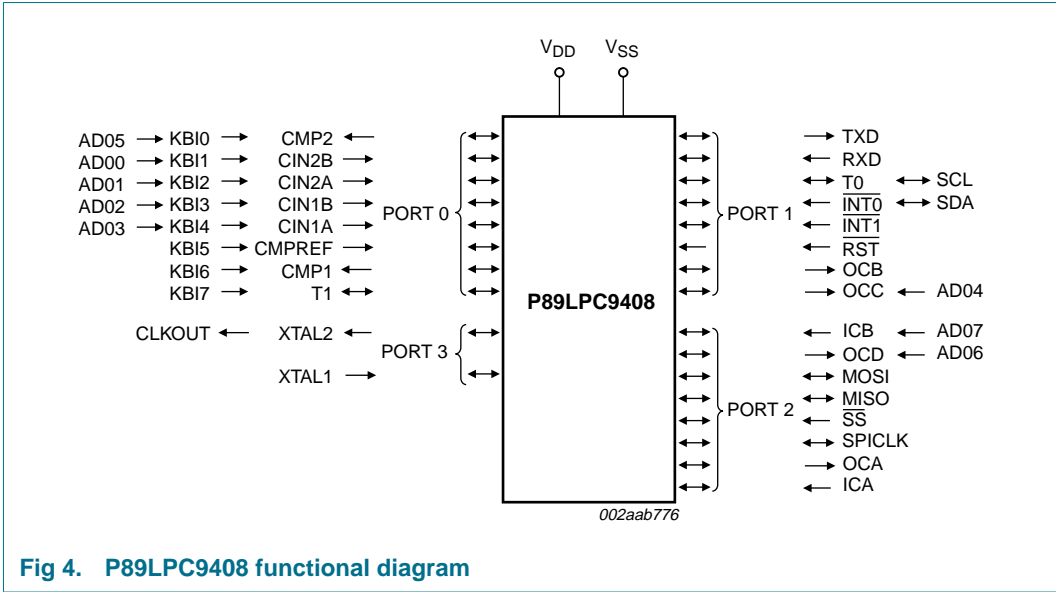 VDD VSS
AD05 KBI0 CMP2 TXD
AD00 KBI1 CIN2B RXD
AD01 KBI2 CIN2A T0 SCL
AD02 KBI3 CIN1B PORT 0 PORT 1 INT0 SDA
AD03 KBI4 CIN1A INT1
KBI5 CMPREF RST
KBI6 CMP1 OCB
KBI7 T1 P89LPC9408 OCC AD04
CLKOUT XTAL2 ICB AD07
PORT 3 OCD AD06
XTAL1 MOSI
MISO
PORT 2 SS
SPICLK
OCA
ICA
002aab776
Fig 4. P89LPC9408 functional diagram